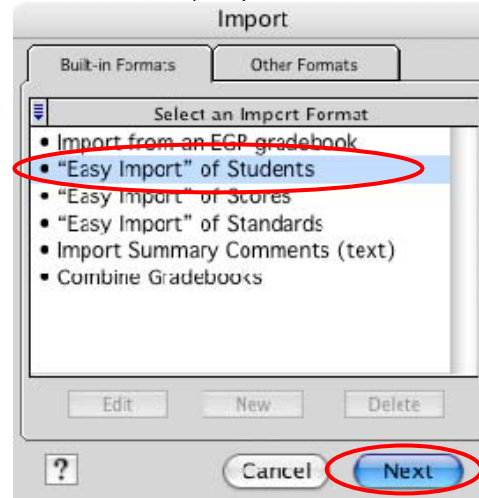 Import
Built-in Formats
Other Formats
Select an Import Format
• Import from an EGP gradebook
• "Easy Import" of Students
• "Easy Import" of Scores
• "Easy Import" of Standards
• Import Summary Comments (text)
• Combine Gradebooks
Edit New Delete
? Cancel Next